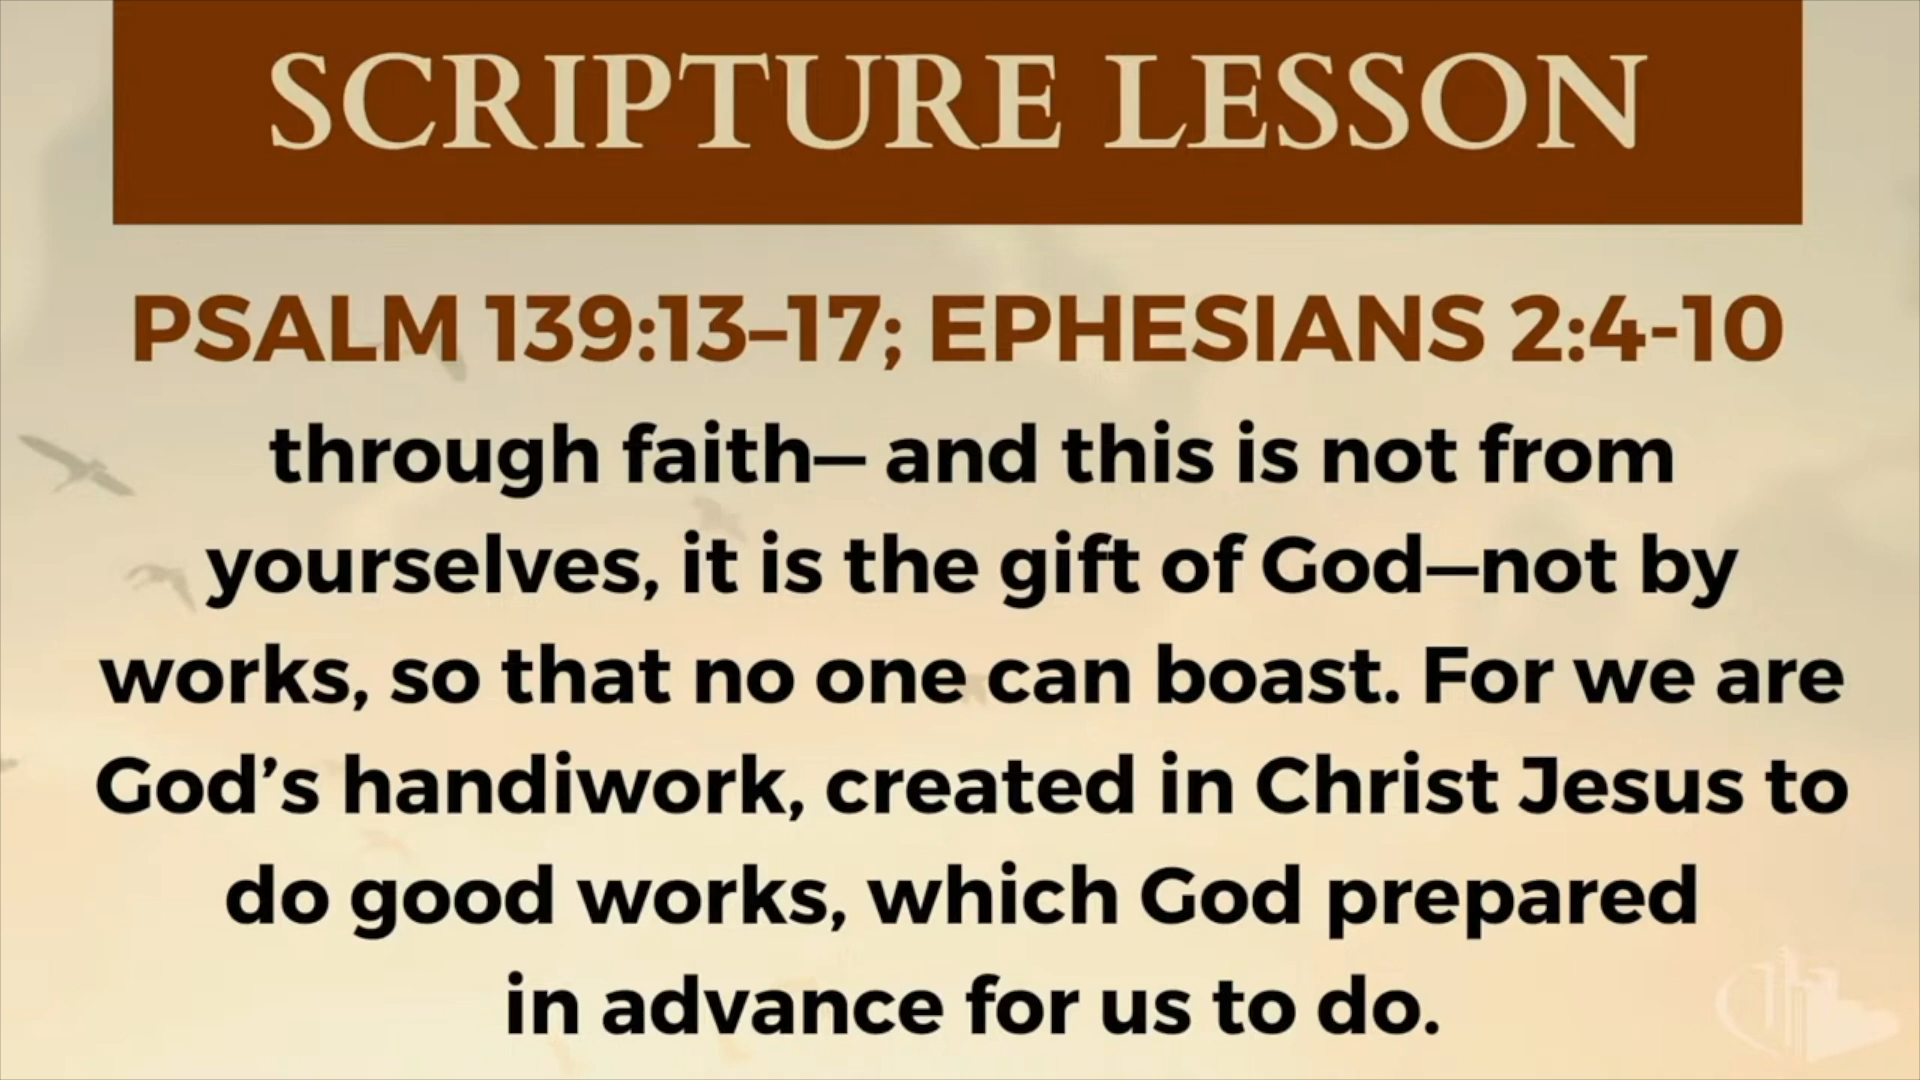 SCRIPTURE LESSON
PSALM 139:13–17; EPHESIANS 2:4-10
through faith— and this is not from
yourselves, it is the gift of God—not by
works, so that no one can boast. For we are
God’s handiwork, created in Christ Jesus to
do good works, which God prepared
in advance for us to do.